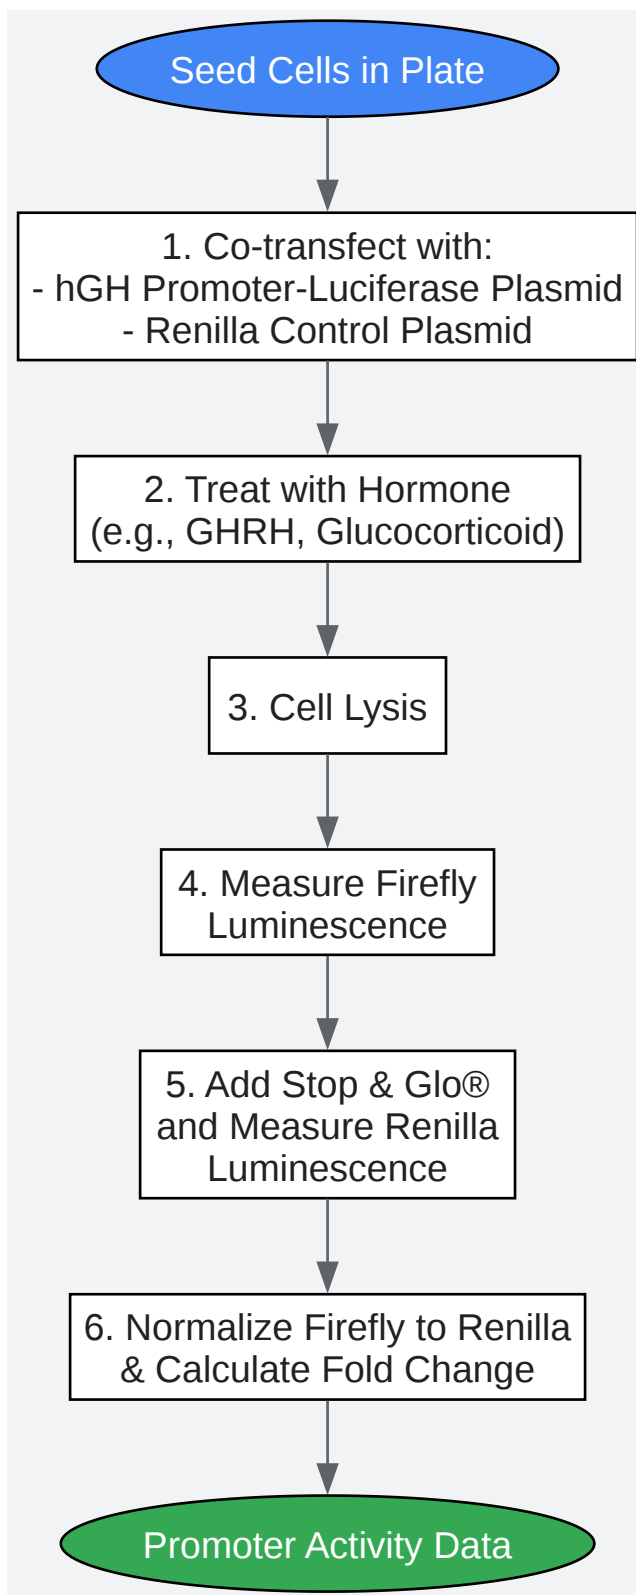 Seed Cells in Plate
1. Co-transfect with:
- hGH Promoter-Luciferase Plasmid
- Renilla Control Plasmid
2. Treat with Hormone
(e.g., GHRH, Glucocorticoid)
3. Cell Lysis
4. Measure Firefly
Luminescence
5. Add Stop & Glo®
and Measure Renilla
Luminescence
6. Normalize Firefly to Renilla
& Calculate Fold Change
Promoter Activity Data